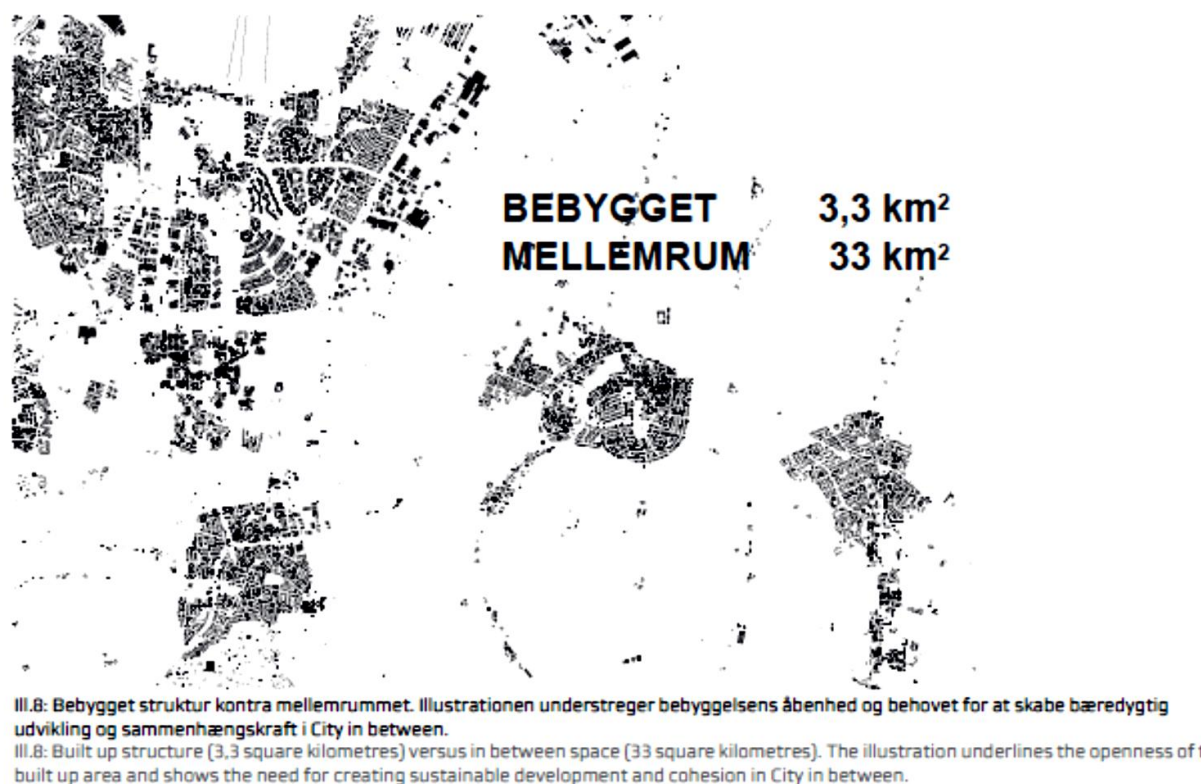 BEBYGGET 3,3 km²
MELLEMRUM 33 km²
Ill.8: Bebygget struktur kontra mellemrummet. Illustrationen understreger bebyggelsens åbenhed og behovet for at skabe bæredygtig
udvikling og sammenhængskraft i City in between.
Ill.8: Built up structure (3,3 square kilometres) versus in between space (33 square kilometres). The illustration underlines the openness of
built up area and shows the need for creating sustainable development and cohesion in City in between.